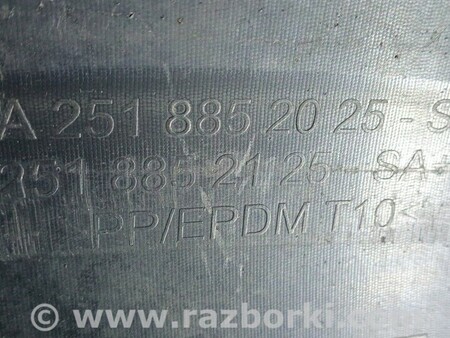 A 251 885 20 25 - S
251 885 21 25 - SA
PP/EPDM T10<
© www.razborki.com